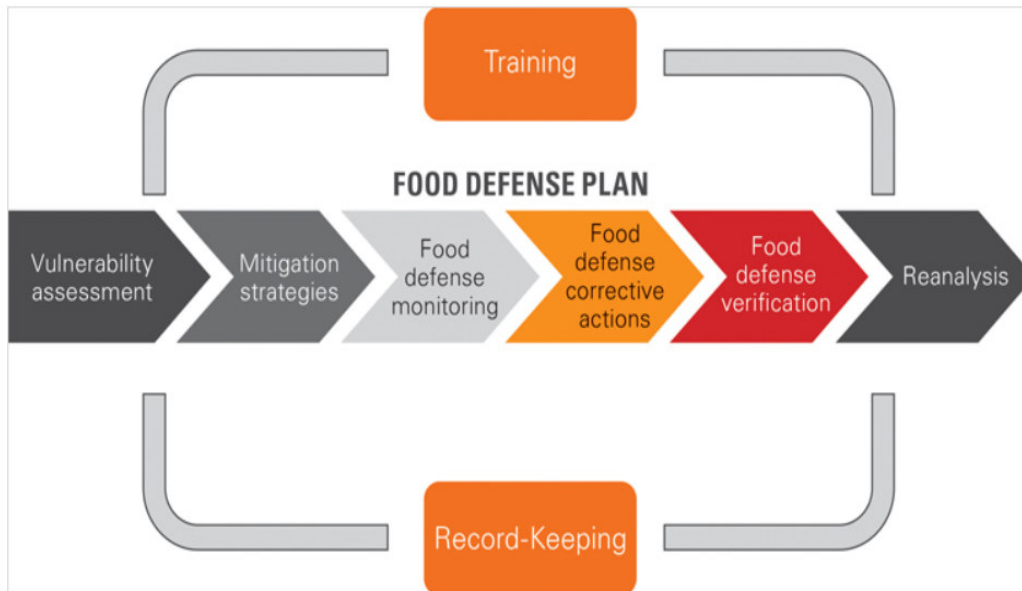 Training
FOOD DEFENSE PLAN
Vulnerability
assessment
Mitigation
strategies
Food
defense
monitoring
Food
defense
corrective
actions
Food
defense
verification
Reanalysis
Record-Keeping